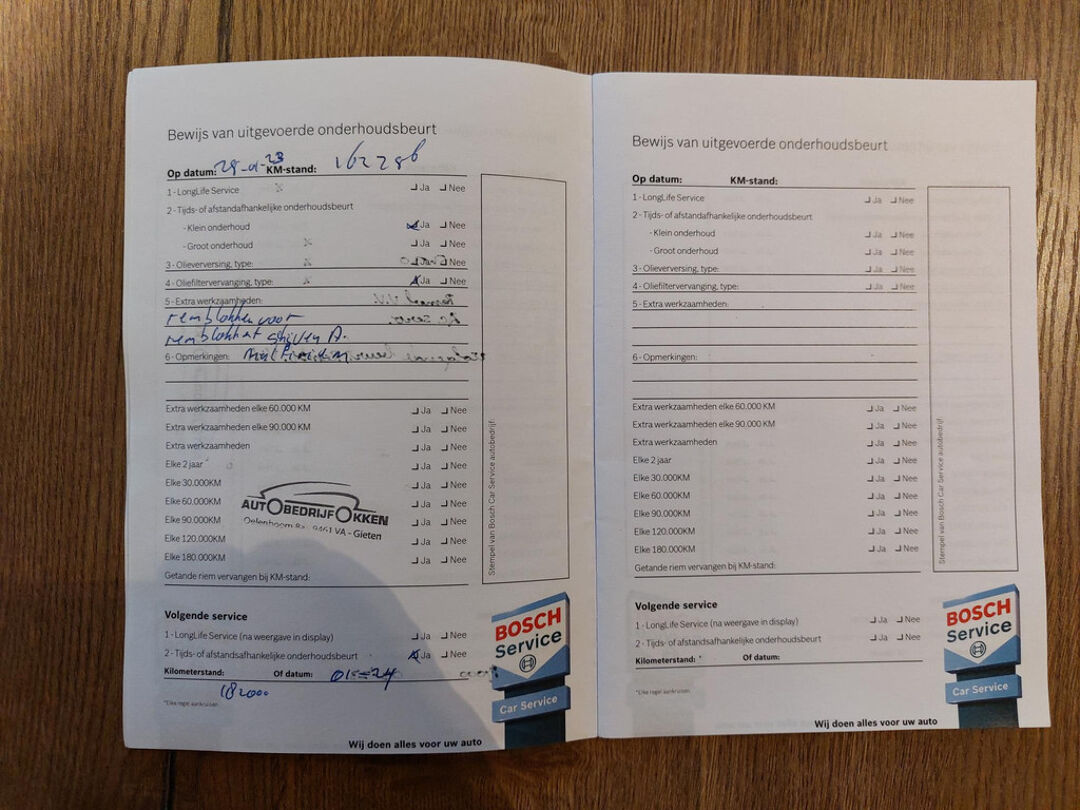 Bewijs van uitgevoerde onderhoudsbeurt
Op datum: 28-01-23 KM-stand: 162286
1 - LongLife Service Ja Nee
2 - Tijds- of afstandafhankelijke onderhoudsbeurt
- Klein onderhoud Ja Nee
- Groot onderhoud Ja Nee
3 - Olieverversing, type: Ja Nee
4 - Oliefiltervervanging, type: Ja Nee
5 - Extra werkzaamheden:
remblokken voor
remblokken A.
6 - Opmerkingen:
Extra werkzaamheden elke 60.000 KM Ja Nee
Extra werkzaamheden elke 90.000 KM Ja Nee
Extra werkzaamheden Ja Nee
Elke 2 jaar Ja Nee
Elke 30.000KM Ja Nee
Elke 60.000KM Ja Nee
Elke 90.000KM Ja Nee
Elke 120.000KM Ja Nee
Elke 180.000KM Ja Nee
AUTOBEDRIJF OKKEN
9461 VA - Gieten
Getande riem vervangen bij KM-stand:
Stempel van Bosch Car Service autobedrijf:
Volgende service
1 - LongLife Service (na weergave in display) Ja Nee
2 - Tijds- of afstandsafhankelijke onderhoudsbeurt Ja Nee
Kilometerstand: Of datum: 01-24
182000
*Elke regel aankruisen
BOSCH
Service
Car Service
Wij doen alles voor uw auto
Bewijs van uitgevoerde onderhoudsbeurt
Op datum: KM-stand:
1 - LongLife Service Ja Nee
2 - Tijds- of afstandafhankelijke onderhoudsbeurt
- Klein onderhoud Ja Nee
- Groot onderhoud Ja Nee
3 - Olieverversing, type: Ja Nee
4 - Oliefiltervervanging, type: Ja Nee
5 - Extra werkzaamheden:
6 - Opmerkingen:
Extra werkzaamheden elke 60.000 KM Ja Nee
Extra werkzaamheden elke 90.000 KM Ja Nee
Extra werkzaamheden Ja Nee
Elke 2 jaar Ja Nee
Elke 30.000KM Ja Nee
Elke 60.000KM Ja Nee
Elke 90.000KM Ja Nee
Elke 120.000KM Ja Nee
Elke 180.000KM Ja Nee
Getande riem vervangen bij KM-stand:
Stempel van Bosch Car Service autobedrijf:
Volgende service
1 - LongLife Service (na weergave in display) Ja Nee
2 - Tijds- of afstandsafhankelijke onderhoudsbeurt Ja Nee
Kilometerstand: Of datum:
*Elke regel aankruisen
BOSCH
Service
Car Service
Wij doen alles voor uw auto